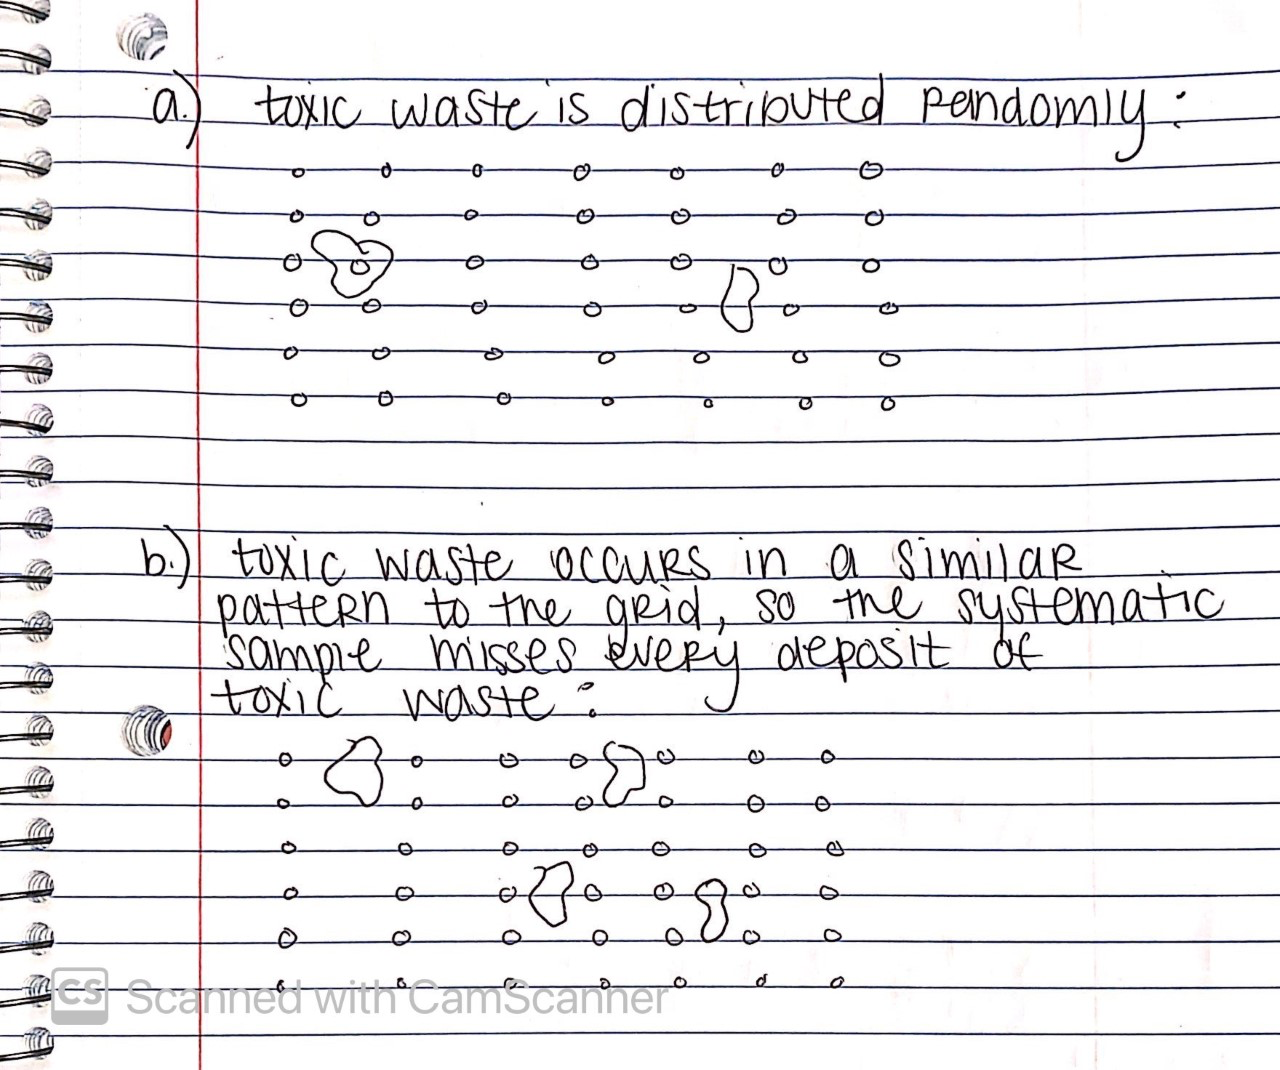 a.) toxic waste is distributed randomly:
b.) toxic waste occurs in a similar
pattern to the grid, so the systematic
sample misses every deposit of
toxic waste:
CS Scanned with CamScanner